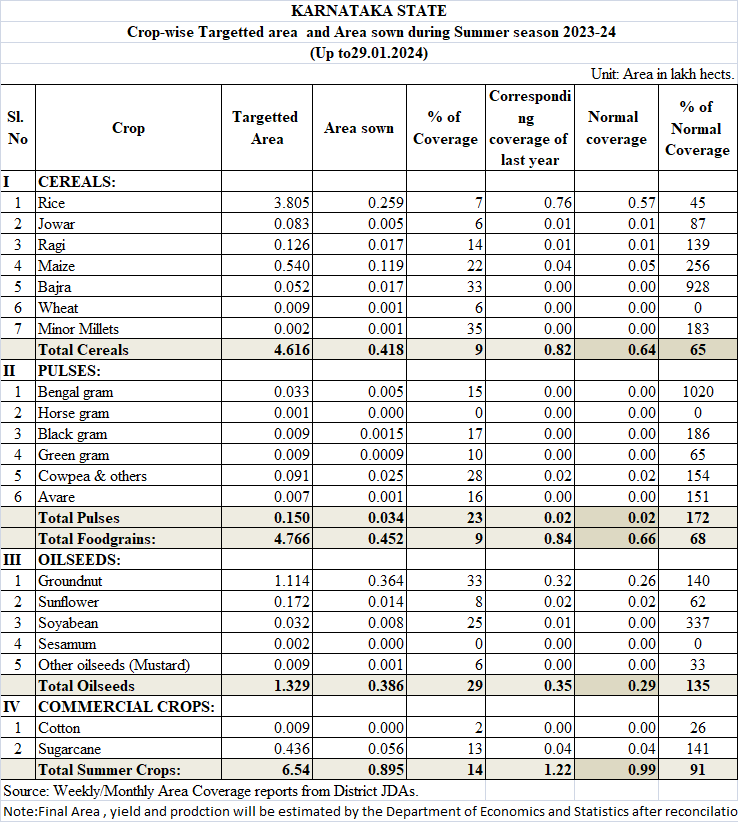 KARNATAKA STATE
Crop-wise Targetted area and Area sown during Summer season 2023-24
(Up to29.01.2024)
Unit: Area in lakh hects.
Sl. No Crop Targetted Area Area sown % of Coverage Correspondi ng coverage of last year Normal coverage % of Normal Coverage
I CEREALS:
1 Rice 3.805 0.259 7 0.76 0.57 45
2 Jowar 0.083 0.005 6 0.01 0.01 87
3 Ragi 0.126 0.017 14 0.01 0.01 139
4 Maize 0.540 0.119 22 0.04 0.05 256
5 Bajra 0.052 0.017 33 0.00 0.00 928
6 Wheat 0.009 0.001 6 0.00 0.00 0
7 Minor Millets 0.002 0.001 35 0.00 0.00 183
Total Cereals 4.616 0.418 9 0.82 0.64 65
II PULSES:
1 Bengal gram 0.033 0.005 15 0.00 0.00 1020
2 Horse gram 0.001 0.000 0 0.00 0.00 0
3 Black gram 0.009 0.0015 17 0.00 0.00 186
4 Green gram 0.009 0.0009 10 0.00 0.00 65
5 Cowpea & others 0.091 0.025 28 0.02 0.02 154
6 Avare 0.007 0.001 16 0.00 0.00 151
Total Pulses 0.150 0.034 23 0.02 0.02 172
Total Foodgrains: 4.766 0.452 9 0.84 0.66 68
III OILSEEDS:
1 Groundnut 1.114 0.364 33 0.32 0.26 140
2 Sunflower 0.172 0.014 8 0.02 0.02 62
3 Soyabean 0.032 0.008 25 0.01 0.00 337
4 Sesamum 0.002 0.000 0 0.00 0.00 0
5 Other oilseeds (Mustard) 0.009 0.001 6 0.00 0.00 33
Total Oilseeds 1.329 0.386 29 0.35 0.29 135
IV COMMERCIAL CROPS:
1 Cotton 0.009 0.000 2 0.00 0.00 26
2 Sugarcane 0.436 0.056 13 0.04 0.04 141
Total Summer Crops: 6.54 0.895 14 1.22 0.99 91
Source: Weekly/Monthly Area Coverage reports from District JDAs.
Note:Final Area , yield and prodction will be estimated by the Department of Economics and Statistics after reconcilatio